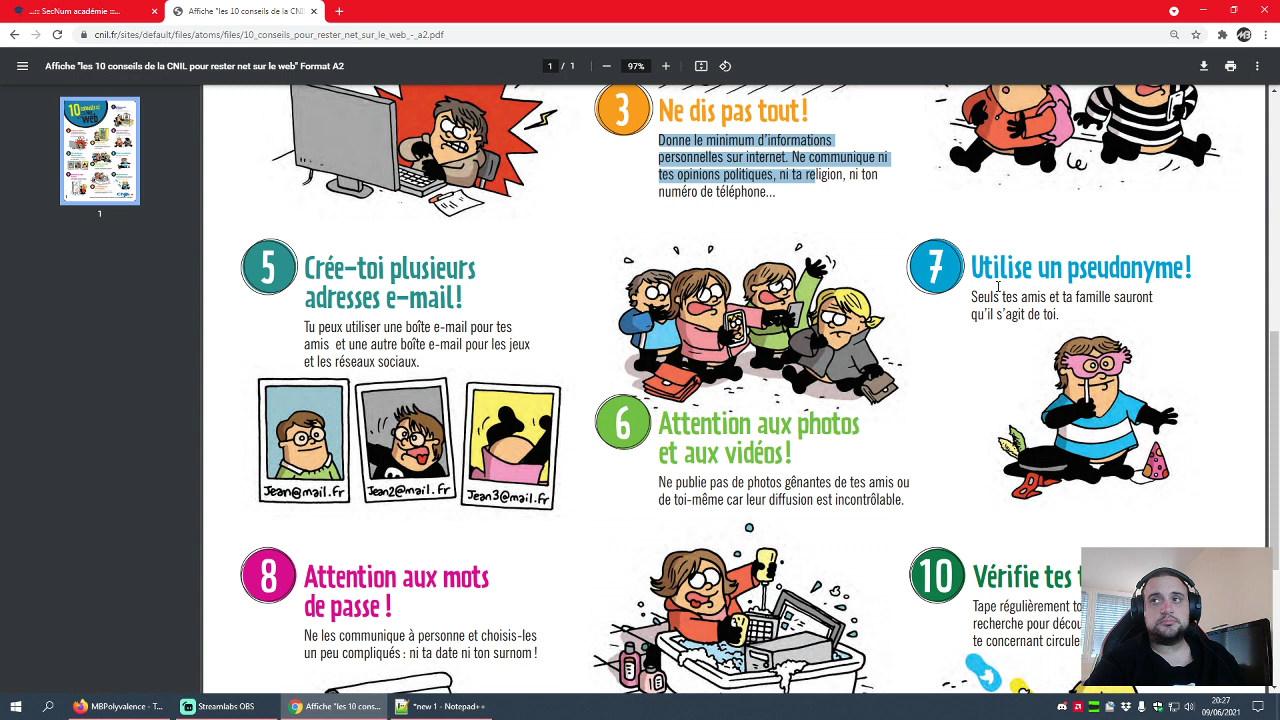 ..:: SecNum académie ::...
Affiche "les 10 conseils de la CN
cnil.fr/sites/default/files/atoms/files/10_conseils_pour_rester_net_sur_le_web_-_a2.pdf
Affiche "les 10 conseils de la CNIL pour rester net sur le web" Format A2
1 / 1
97%
1
3
Ne dis pas tout !
Donne le minimum d'informations
personnelles sur internet. Ne communique ni
tes opinions politiques, ni ta religion, ni ton
numéro de téléphone...
5
Crée-toi plusieurs
adresses e-mail !
Tu peux utiliser une boîte e-mail pour tes
amis et une autre boîte e-mail pour les jeux
et les réseaux sociaux.
Jean@mail.fr
Jean2@mail.fr
Jean3@mail.fr
6
Attention aux photos
et aux vidéos !
Ne publie pas de photos gênantes de tes amis ou
de toi-même car leur diffusion est incontrôlable.
7
Utilise un pseudonyme !
Seuls tes amis et ta famille sauront
qu'il s'agit de toi.
8
Attention aux mots
de passe !
Ne les communique à personne et choisis-les
un peu compliqués : ni ta date ni ton surnom !
10
Vérifie tes t
Tape régulièrement to
recherche pour décou
te concernant circule
MBPolyvalence - T...
Streamlabs OBS
Affiche "les 10 cons...
*new 1 - Notepad++
20:27
09/06/2021